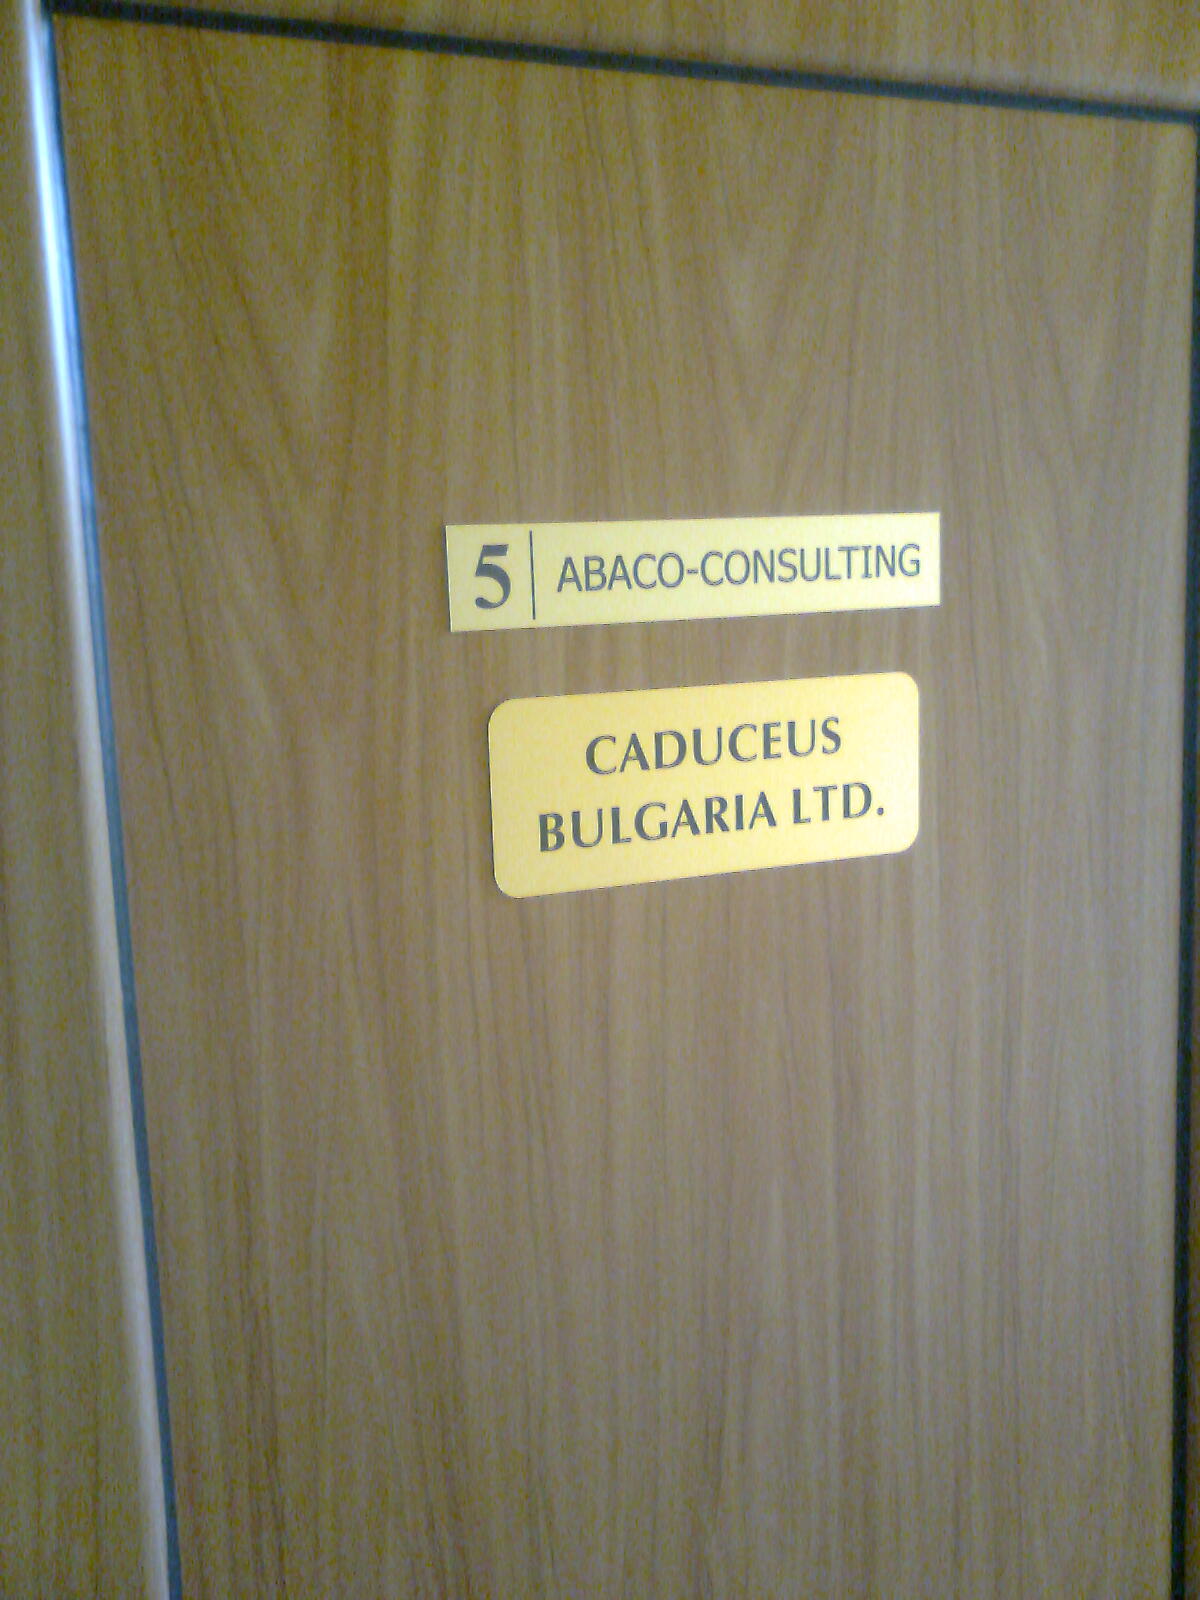 5 ABACO-CONSULTING
CADUCEUS
BULGARIA LTD.